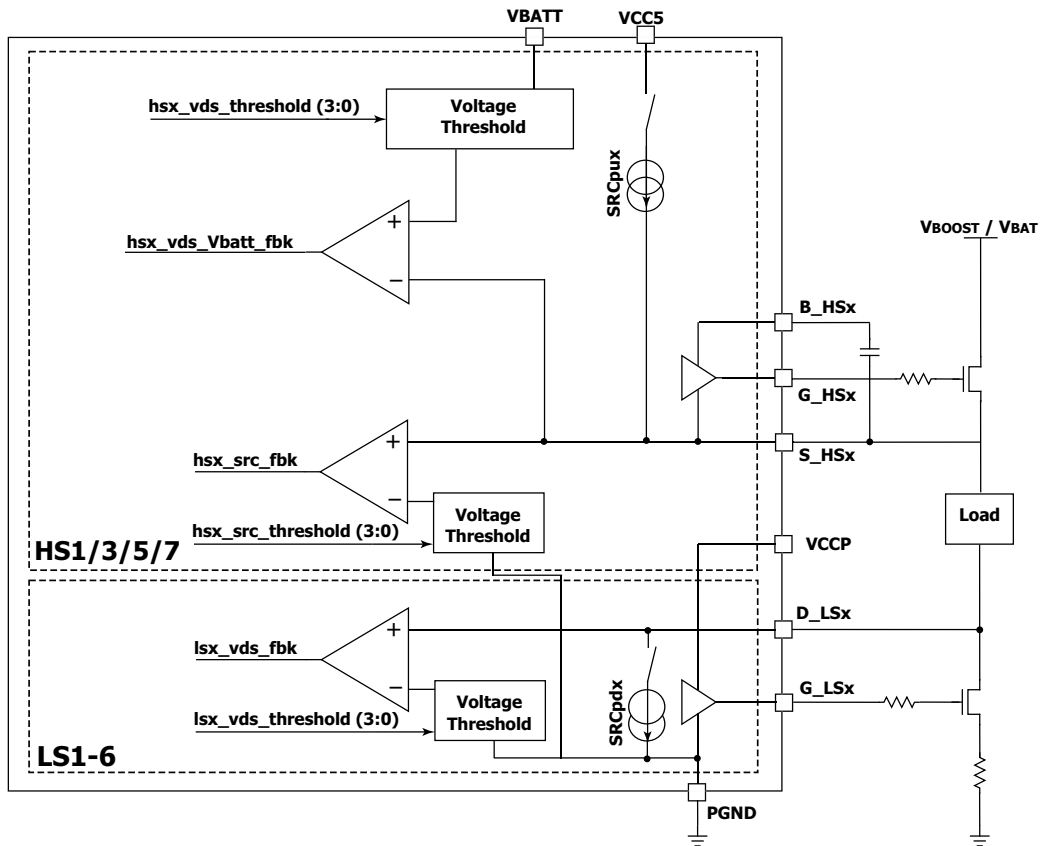 VBATT
VCC5
hsx_vds_threshold (3:0)
Voltage
Threshold
SRCpux
+
hsx_vds_Vbatt_fbk
−
VBOOST / VBAT
B_HSx
G_HSx
+
S_HSx
hsx_src_fbk
−
Voltage
Threshold
hsx_src_threshold (3:0)
Load
HS1/3/5/7
VCCP
D_LSx
+
lsx_vds_fbk
−
G_LSx
Voltage
Threshold
lsx_vds_threshold (3:0)
SRCpdx
LS1-6
PGND